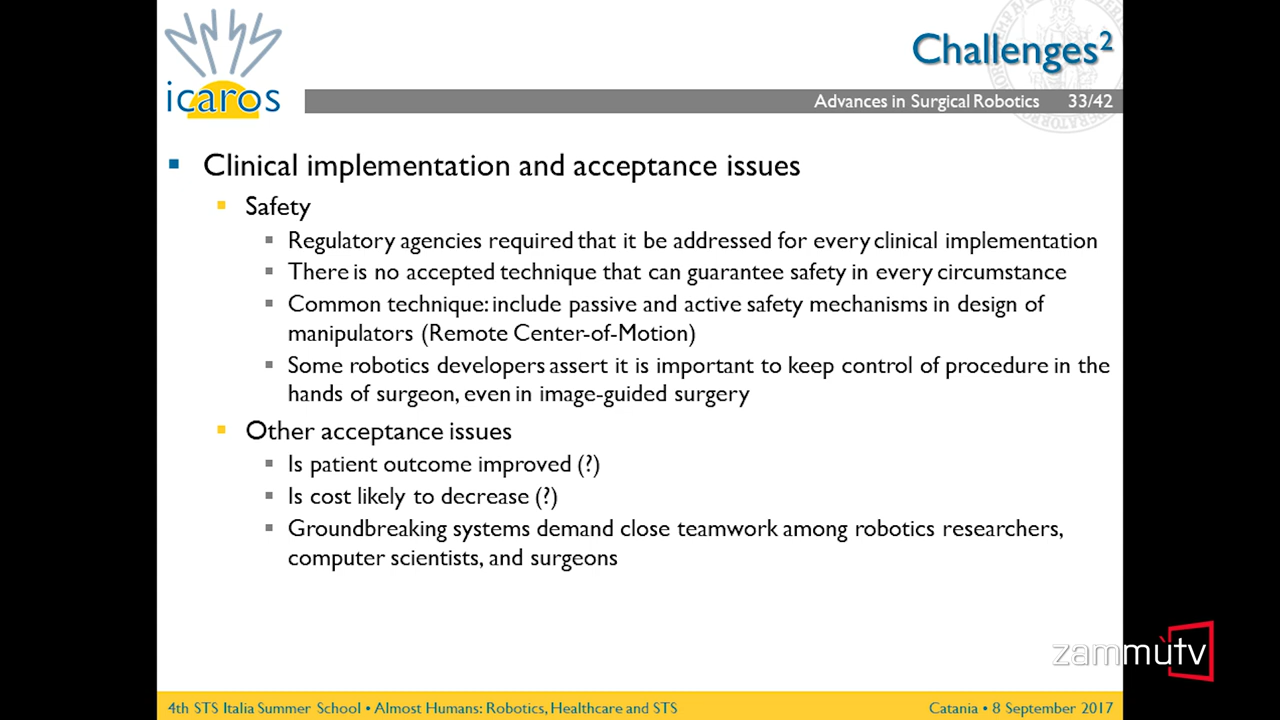 icaros
Challenges²
Advances in Surgical Robotics 33/42
Clinical implementation and acceptance issues
Safety
Regulatory agencies required that it be addressed for every clinical implementation
There is no accepted technique that can guarantee safety in every circumstance
Common technique: include passive and active safety mechanisms in design of
manipulators (Remote Center-of-Motion)
Some robotics developers assert it is important to keep control of procedure in the
hands of surgeon, even in image-guided surgery
Other acceptance issues
Is patient outcome improved (?)
Is cost likely to decrease (?)
Groundbreaking systems demand close teamwork among robotics researchers,
computer scientists, and surgeons
zammùtv
4th STS Italia Summer School • Almost Humans: Robotics, Healthcare and STS
Catania • 8 September 2017